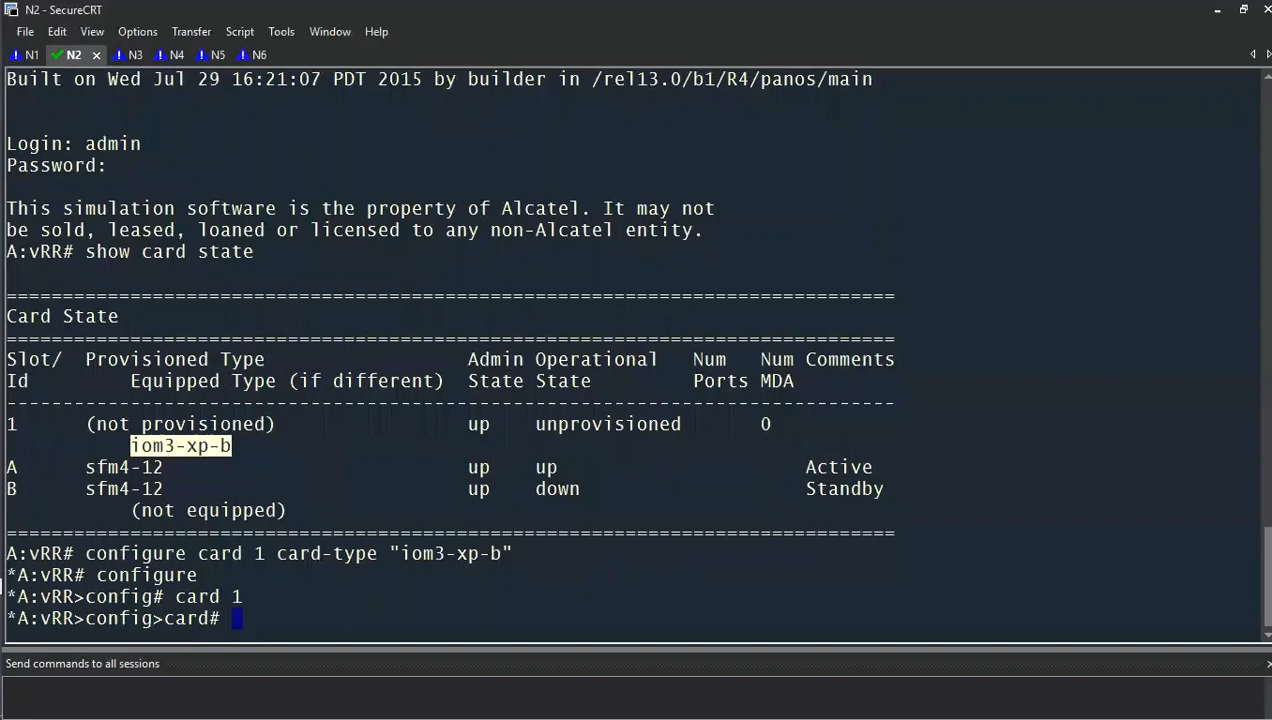 N2 - SecureCRT
File Edit View Options Transfer Script Tools Window Help
N1 N2 N3 N4 N5 N6
Built on Wed Jul 29 16:21:07 PDT 2015 by builder in /rel13.0/b1/R4/panos/main
Login: admin
Password:
This simulation software is the property of Alcatel. It may not
be sold, leased, loaned or licensed to any non-Alcatel entity.
A:vRR# show card state
===============================================================================
Card State
===============================================================================
Slot/  Provisioned Type                  Admin Operational   Num   Num Comments
Id         Equipped Type (if different)  State State         Ports MDA
-------------------------------------------------------------------------------
1      (not provisioned)                 up    unprovisioned       0
           iom3-xp-b
A      sfm4-12                           up    up                      Active
B      sfm4-12                           up    down                    Standby
           (not equipped)
===============================================================================
A:vRR# configure card 1 card-type "iom3-xp-b"
*A:vRR# configure
*A:vRR>config# card 1
*A:vRR>config>card#
Send commands to all sessions